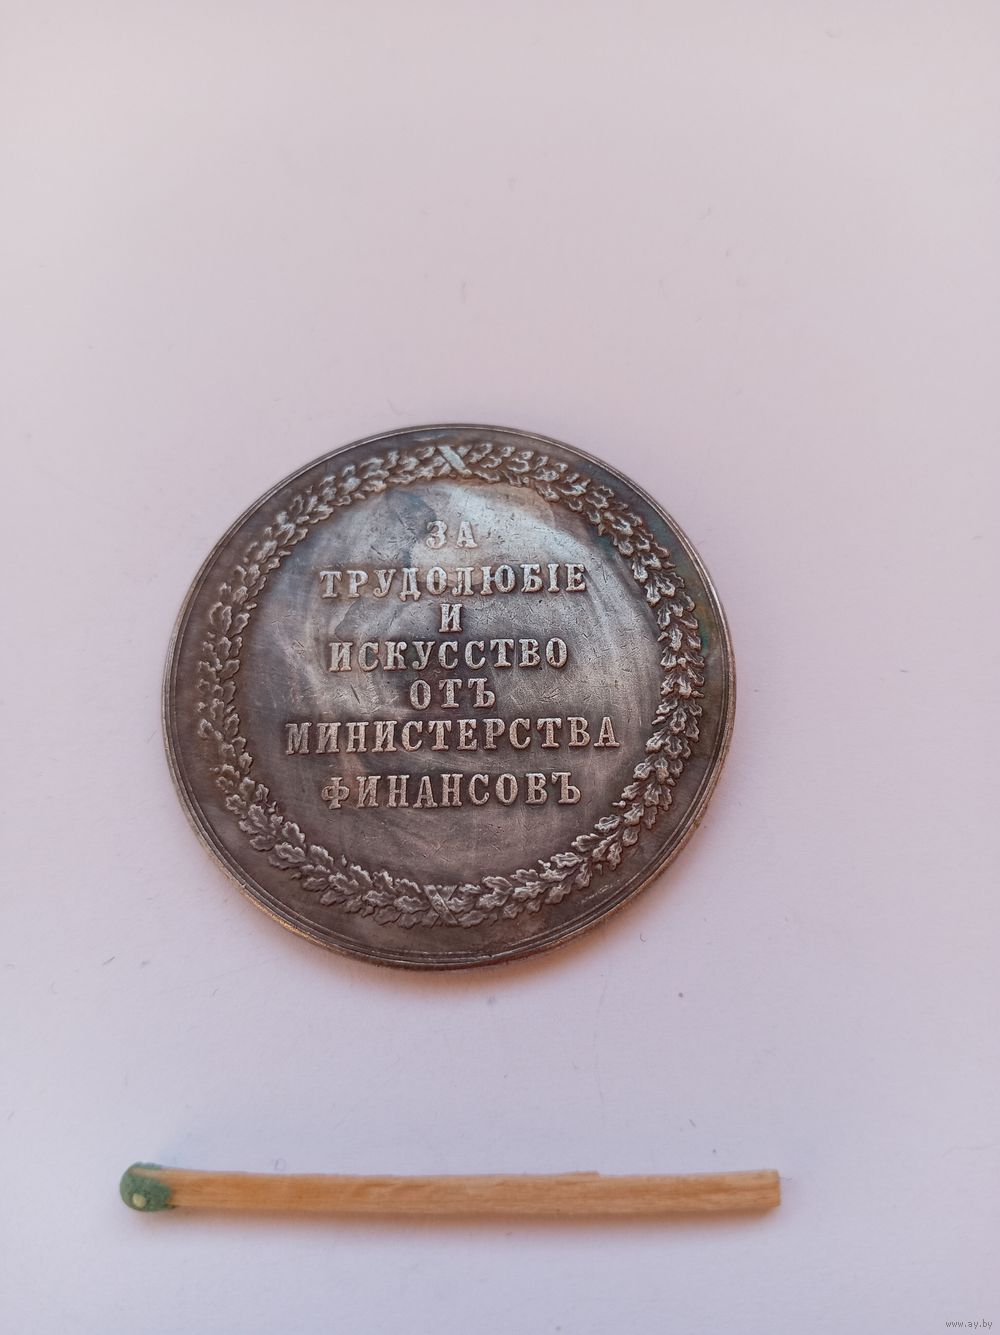 ЗА
ТРУДОЛЮБІЕ
И
ИСКУССТВО
ОТЪ
МИНИСТЕРСТВА
ФИНАНСОВЪ
www.ay.by